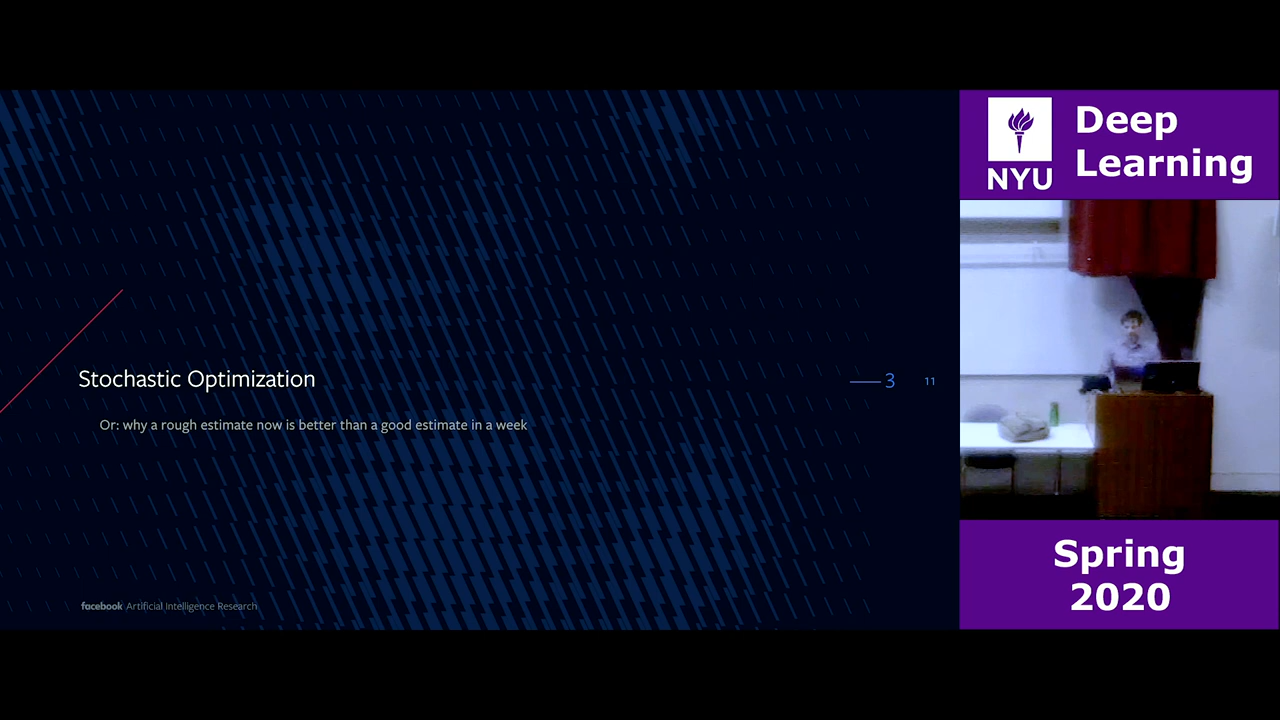 Stochastic Optimization
Or: why a rough estimate now is better than a good estimate in a week
3
11
facebook Artificial Intelligence Research
NYU
Deep
Learning
Spring
2020